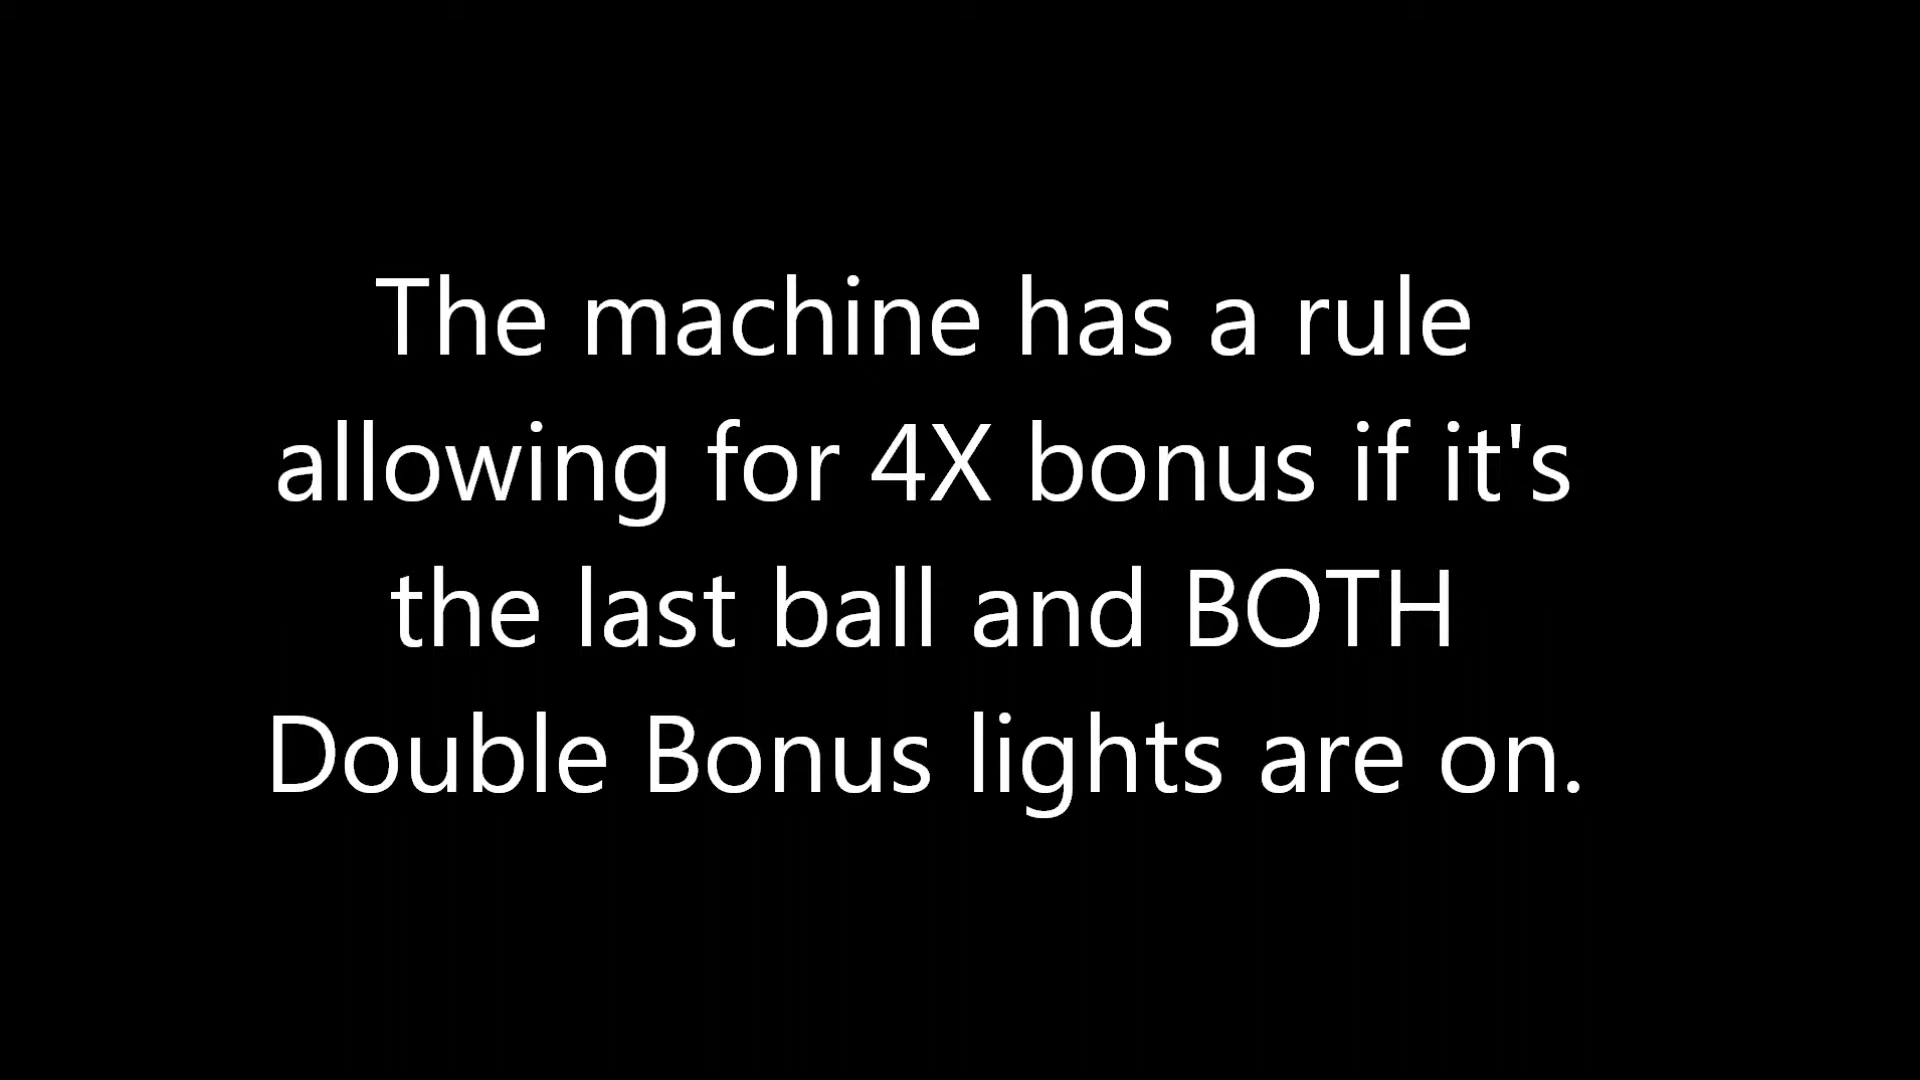 The machine has a rule
allowing for 4X bonus if it's
the last ball and BOTH
Double Bonus lights are on.